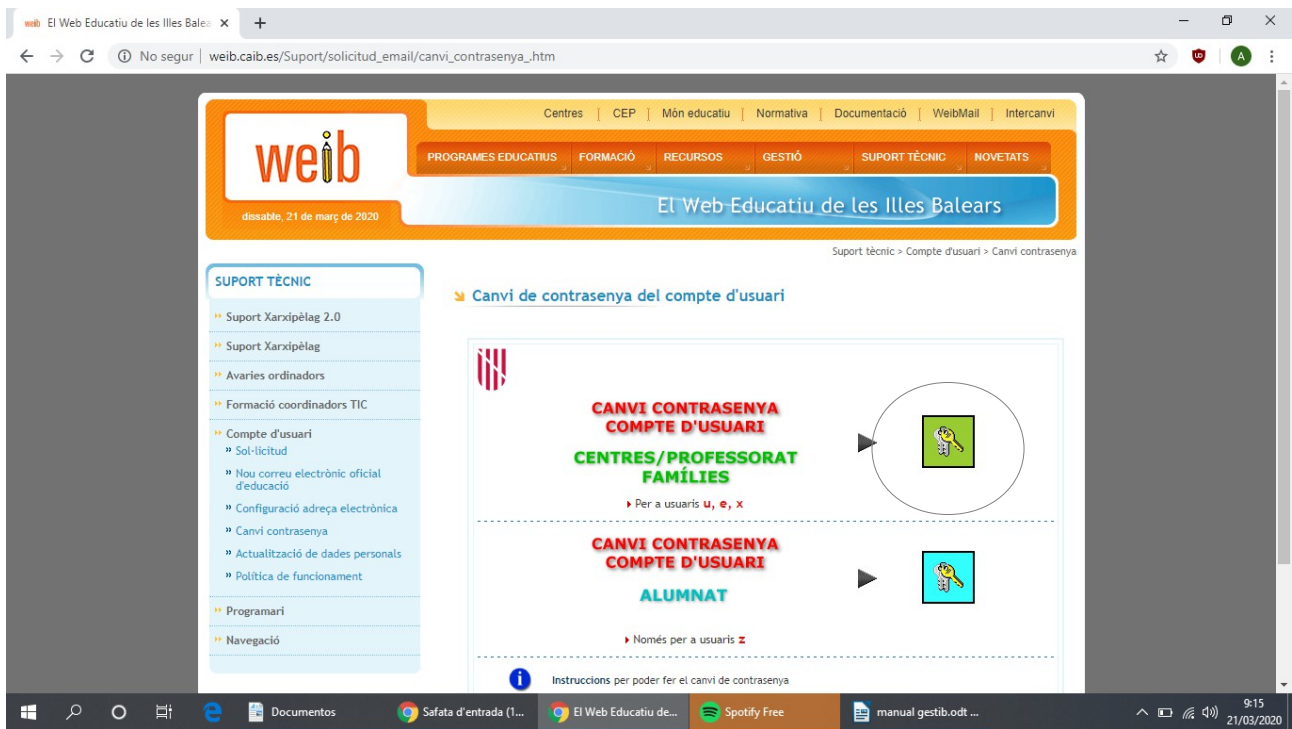 weib El Web Educatiu de les Illes Balea
No segur | weib.caib.es/Suport/solicitud_email/canvi_contrasenya_.htm
A
Centres | CEP | Món educatiu | Normativa | Documentació | WeibMail | Intercanvi
weib
PROGRAMES EDUCATIUS FORMACIÓ RECURSOS GESTIÓ SUPORT TÈCNIC NOVETATS
El Web Educatiu de les Illes Balears
dissabte, 21 de març de 2020
Suport tècnic > Compte d'usuari > Canvi contrasenya
SUPORT TÈCNIC
Suport Xarxipèlag 2.0
Suport Xarxipèlag
Avaries ordinadors
Formació coordinadors TIC
Compte d'usuari
Sol·licitud
Nou correu electrònic oficial
d'educació
Configuració adreça electrònica
Canvi contrasenya
Actualització de dades personals
Política de funcionament
Programari
Navegació
Canvi de contrasenya del compte d'usuari
CANVI CONTRASENYA
COMPTE D'USUARI
CENTRES/PROFESSORAT
FAMÍLIES
Per a usuaris u, e, x
CANVI CONTRASENYA
COMPTE D'USUARI
ALUMNAT
Només per a usuaris z
i Instruccions per poder fer el canvi de contrasenya
Documentos
Safata d'entrada (1...
El Web Educatiu de...
Spotify Free
manual gestib.odt ...
9:15
21/03/2020